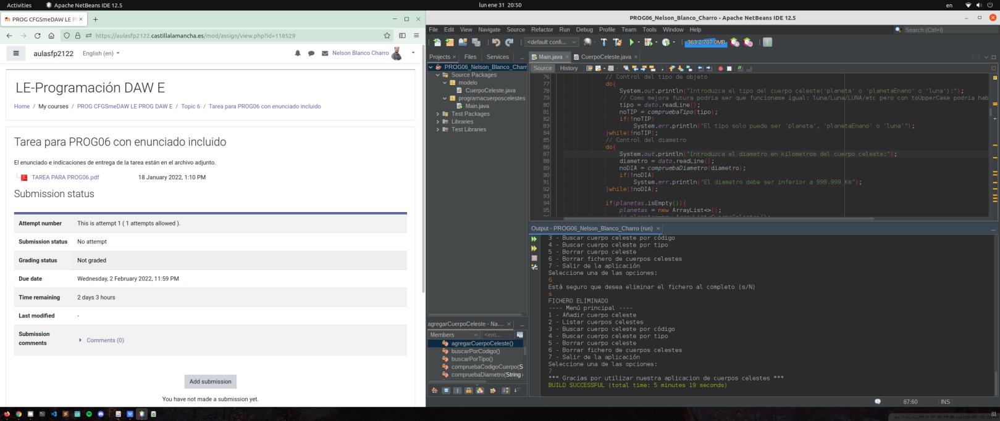 Activities
Apache NetBeans IDE 12.5
lun ene 31 20:50
en
PROG CFGSmeDAW LE P
https://aulasfp2122.castillalamancha.es/mod/assign/view.php?id=118529
aulasfp2122
English (en)
Nelson Blanco Charro
LE-Programación DAW E
Home / My courses / PROG CFGSmeDAW LE PROG DAW E / Topic 6 / Tarea para PROG06 con enunciado incluido
Tarea para PROG06 con enunciado incluido
El enunciado e indicaciones de entrega de la tarea están en el archivo adjunto.
TAREA PARA PROG06.pdf 18 January 2022, 1:10 PM
Submission status
Attempt number This is attempt 1 ( 1 attempts allowed ).
Submission status No attempt
Grading status Not graded
Due date Wednesday, 2 February 2022, 11:59 PM
Time remaining 2 days 3 hours
Last modified -
Submission comments Comments (0)
Add submission
You have not made a submission yet.
PROG06_Nelson_Blanco_Charro - Apache NetBeans IDE 12.5
File Edit View Navigate Source Refactor Run Debug Profile Team Tools Window Help
Search (Ctrl+I)
<default confi...
363.2/707.0MB
Projects Files Services
PROG06_Nelson_Blanco_Charr
Source Packages
modelo
CuerpoCeleste.java
programacuerposcelestes
Main.java
Test Packages
Libraries
Test Libraries
agregarCuerpoCeleste - Na...
Members <em...
agregarCuerpoCeleste()
buscarPorCodigo()
buscarPorTipo()
compruebaCodigoCuerpo(S
compruebaDiametro(String
Main.java CuerpoCeleste.java
Source History
76 // Control del tipo de objeto
77 do{
78 System.out.println("Introduzca el tipo del cuerpo celeste('planeta' o 'planetaEnano' o 'luna'):");
79 // Como mejora futura podria ser que funcionase igual: luna/Luna/LUNA/etc pero con toUpperCase podria hab
80 tipo = dato.readLine();
81 noTIP = compruebaTipo(tipo);
82 if(!noTIP)
83 System.err.println("El tipo solo puede ser 'planeta', 'planetaEnano' o 'luna'");
84 }while(!noTIP);
85 // Control del diametro
86 do{
87 System.out.println("Introduzca el diametro en kilometros del cuerpo celeste:");
88 diametro = dato.readLine();
89 noDIA = compruebaDiametro(diametro);
90 if(!noDIA)
91 System.err.println("El diametro debe ser inferior a 999.999 Km");
92 }while(!noDIA);
93
94 if(planetas.isEmpty()){
95 planetas = new ArrayList<>();
Output - PROG06_Nelson_Blanco_Charro (run)
3 - Buscar cuerpo celeste por código
4 - Buscar cuerpo celeste por tipo
5 - Borrar cuerpo celeste
6 - Borrar fichero de cuerpos celestes
7 - Salir de la aplicación
Seleccione una de las opciones:
6
Está seguro que desea eliminar el fichero al completo (s/N)
s
FICHERO ELIMINADO
---- Menú principal ----
1 - Añadir cuerpo celeste
2 - Listar cuerpos celestes
3 - Buscar cuerpo celeste por código
4 - Buscar cuerpo celeste por tipo
5 - Borrar cuerpo celeste
6 - Borrar fichero de cuerpos celestes
7 - Salir de la aplicación
Seleccione una de las opciones:
7
*** Gracias por utilizar nuestra aplicacion de cuerpos celestes ***
BUILD SUCCESSFUL (total time: 5 minutes 19 seconds)
87:60 INS